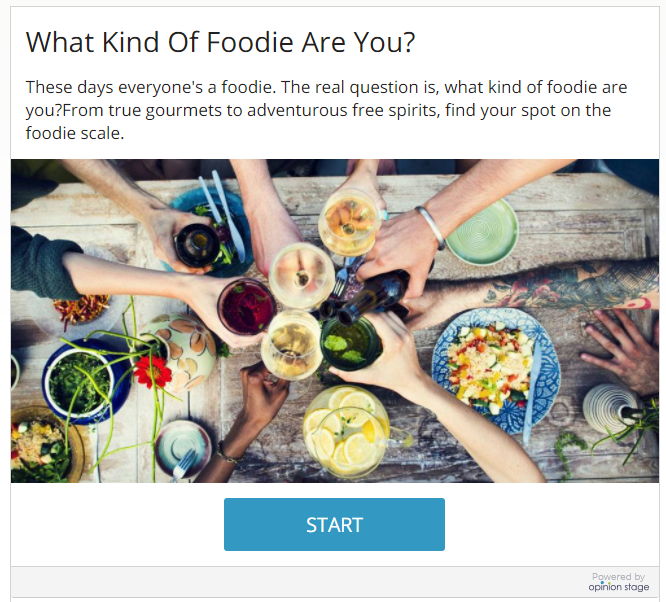 What Kind Of Foodie Are You?
These days everyone's a foodie. The real question is, what kind of foodie are
you?From true gourmets to adventurous free spirits, find your spot on the
foodie scale.
START
Powered by
opinion stage